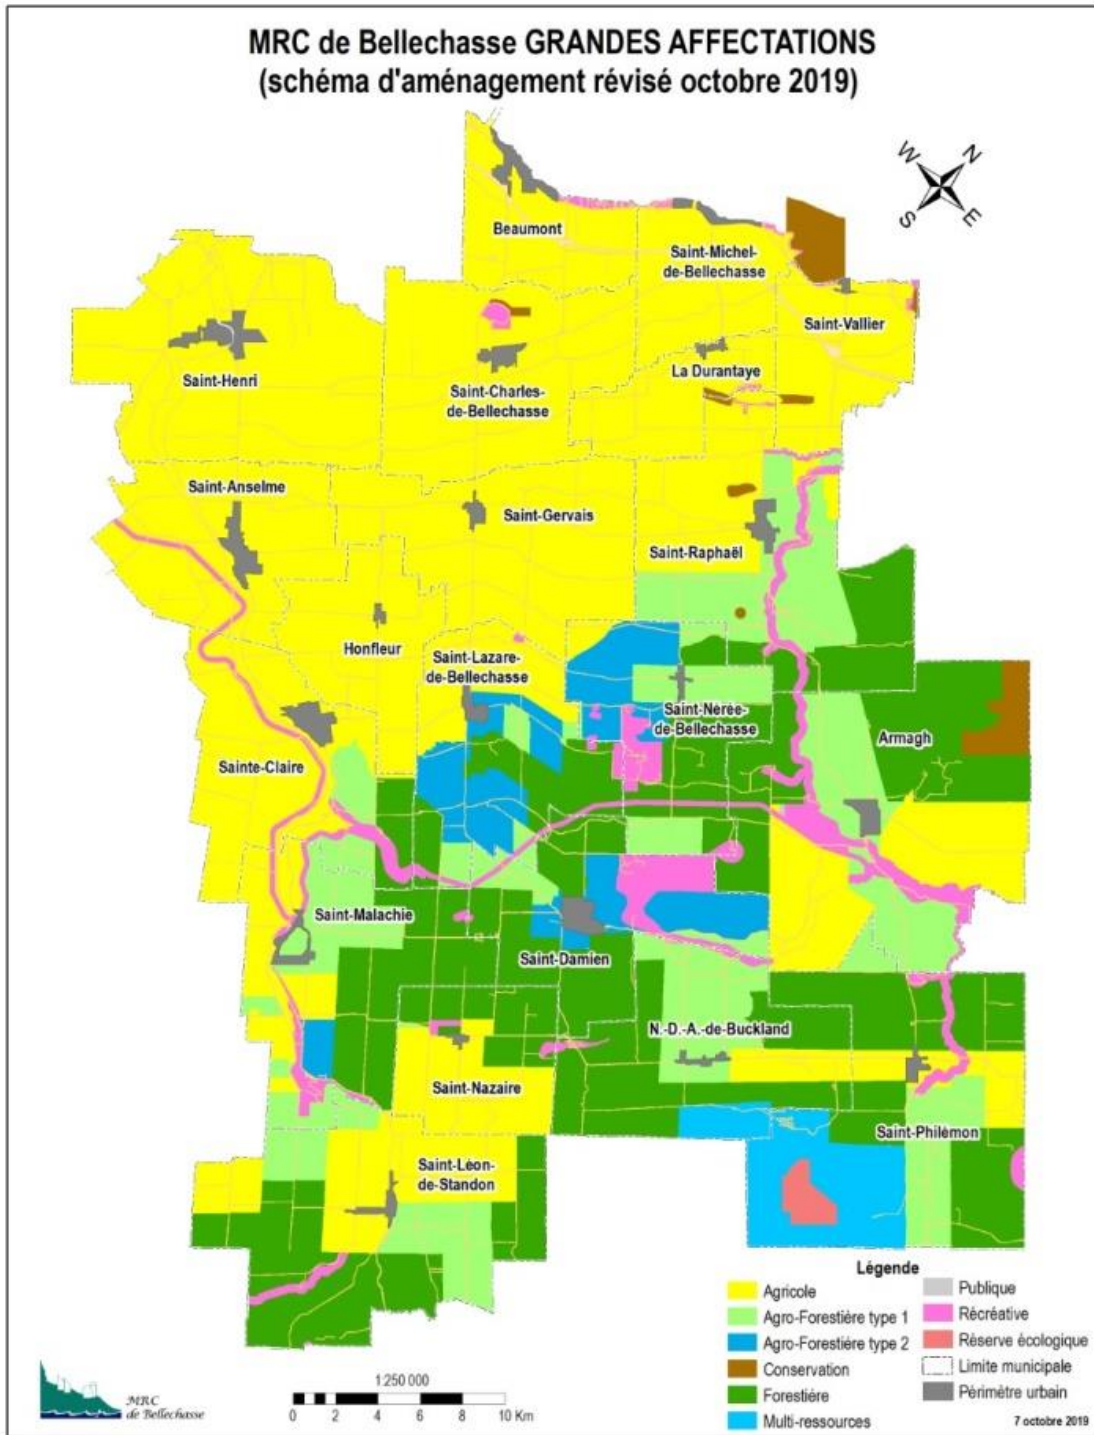 MRC de Bellechasse GRANDES AFFECTATIONS
(schéma d'aménagement révisé octobre 2019)
N
W
E
S
Beaumont
Saint-Michel-
de-Bellechasse
Saint-Vallier
Saint-Henri
La Durantaye
Saint-Charles-
de-Bellechasse
Saint-Anselme
Saint-Gervais
Saint-Raphaël
Honfleur
Saint-Lazare-
de-Bellechasse
Saint-Nérée-
de-Bellechasse
Armagh
Sainte-Claire
Saint-Malachie
Saint-Damien
N.-D.-A.-de-Buckland
Saint-Nazaire
Saint-Philémon
Saint-Léon-
de-Standon
Légende
Agricole
Agro-Forestière type 1
Agro-Forestière type 2
Conservation
Forestière
Multi-ressources
Publique
Récréative
Réserve écologique
Limite municipale
Périmètre urbain
MRC
de Bellechasse
1:250 000
0 2 4 6 8 10 Km
7 octobre 2019